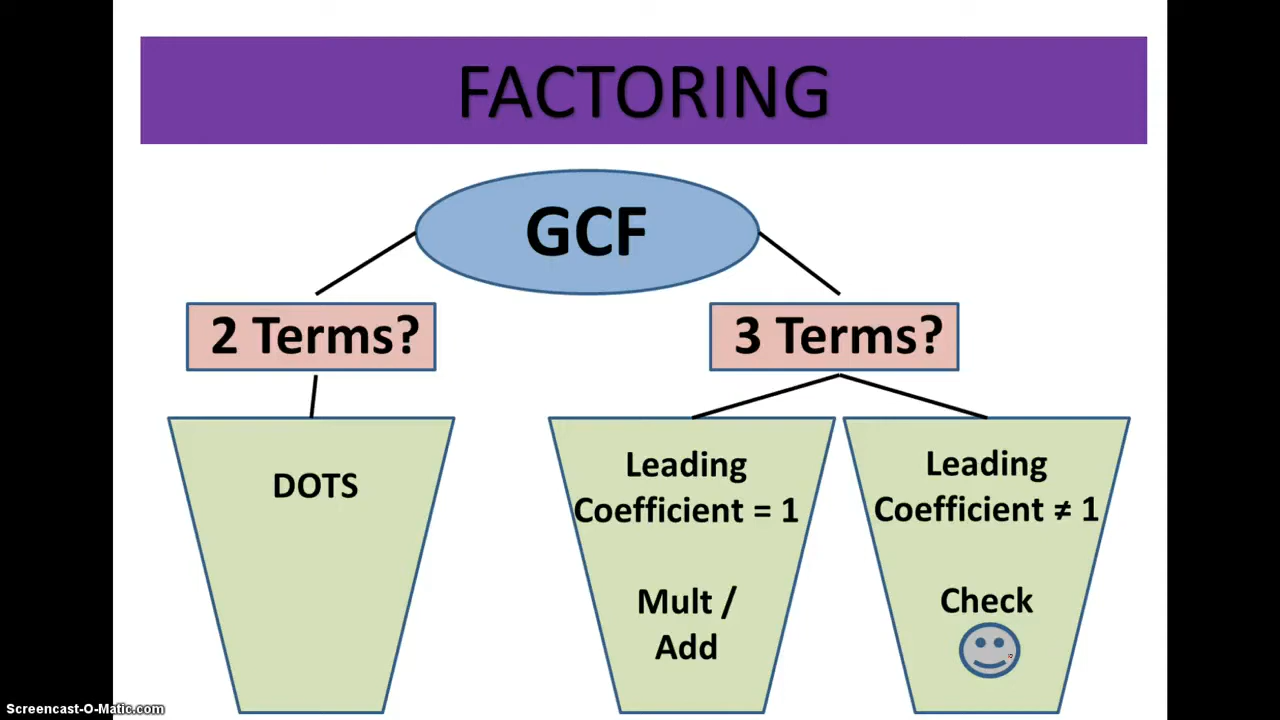 FACTORING
GCF
2 Terms?
3 Terms?
DOTS
Leading
Coefficient = 1
Mult /
Add
Leading
Coefficient ≠ 1
Check
Screencast-O-Matic.com